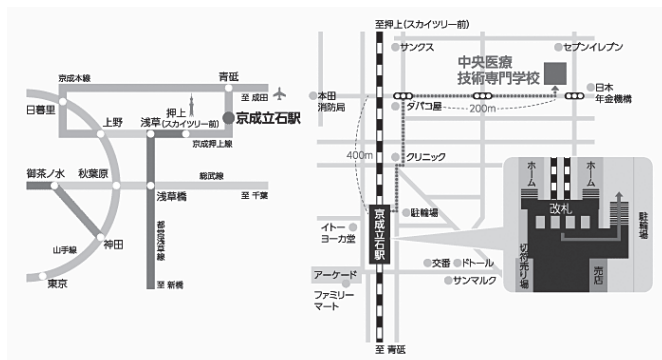 京成本線
青砥
至 成田
日暮里
押上
(スカイツリー前)
上野
浅草
京成立石駅
京成押上線
御茶ノ水
秋葉原
総武線
浅草橋
至 千葉
都営浅草線
神田
山手線
東京
至 新橋
至 押上(スカイツリー前)
サンクス
セブンイレブン
中央医療
技術専門学校
本田
消防局
日本
年金機構
タバコ屋
200m
400m
クリニック
駐輪場
京成立石駅
イトー
ヨーカ堂
交番
ドトール
サンマルク
アーケード
ファミリー
マート
至 青砥
ホーム
ホーム
改札
駐輪場
切符売り場
売店